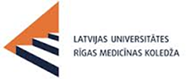 LATVIJAS UNIVERSITĀTES
RĪGAS MEDICĪNAS KOLEDŽA